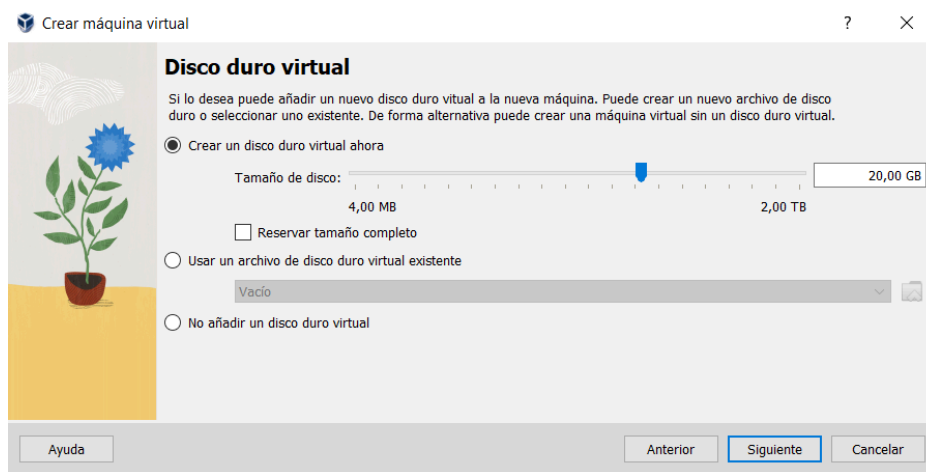 Crear máquina virtual
?
Disco duro virtual
Si lo desea puede añadir un nuevo disco duro vitual a la nueva máquina. Puede crear un nuevo archivo de disco
duro o seleccionar uno existente. De forma alternativa puede crear una máquina virtual sin un disco duro virtual.
Crear un disco duro virtual ahora
Tamaño de disco:
20,00 GB
4,00 MB
2,00 TB
Reservar tamaño completo
Usar un archivo de disco duro virtual existente
Vacío
No añadir un disco duro virtual
Ayuda
Anterior
Siguiente
Cancelar